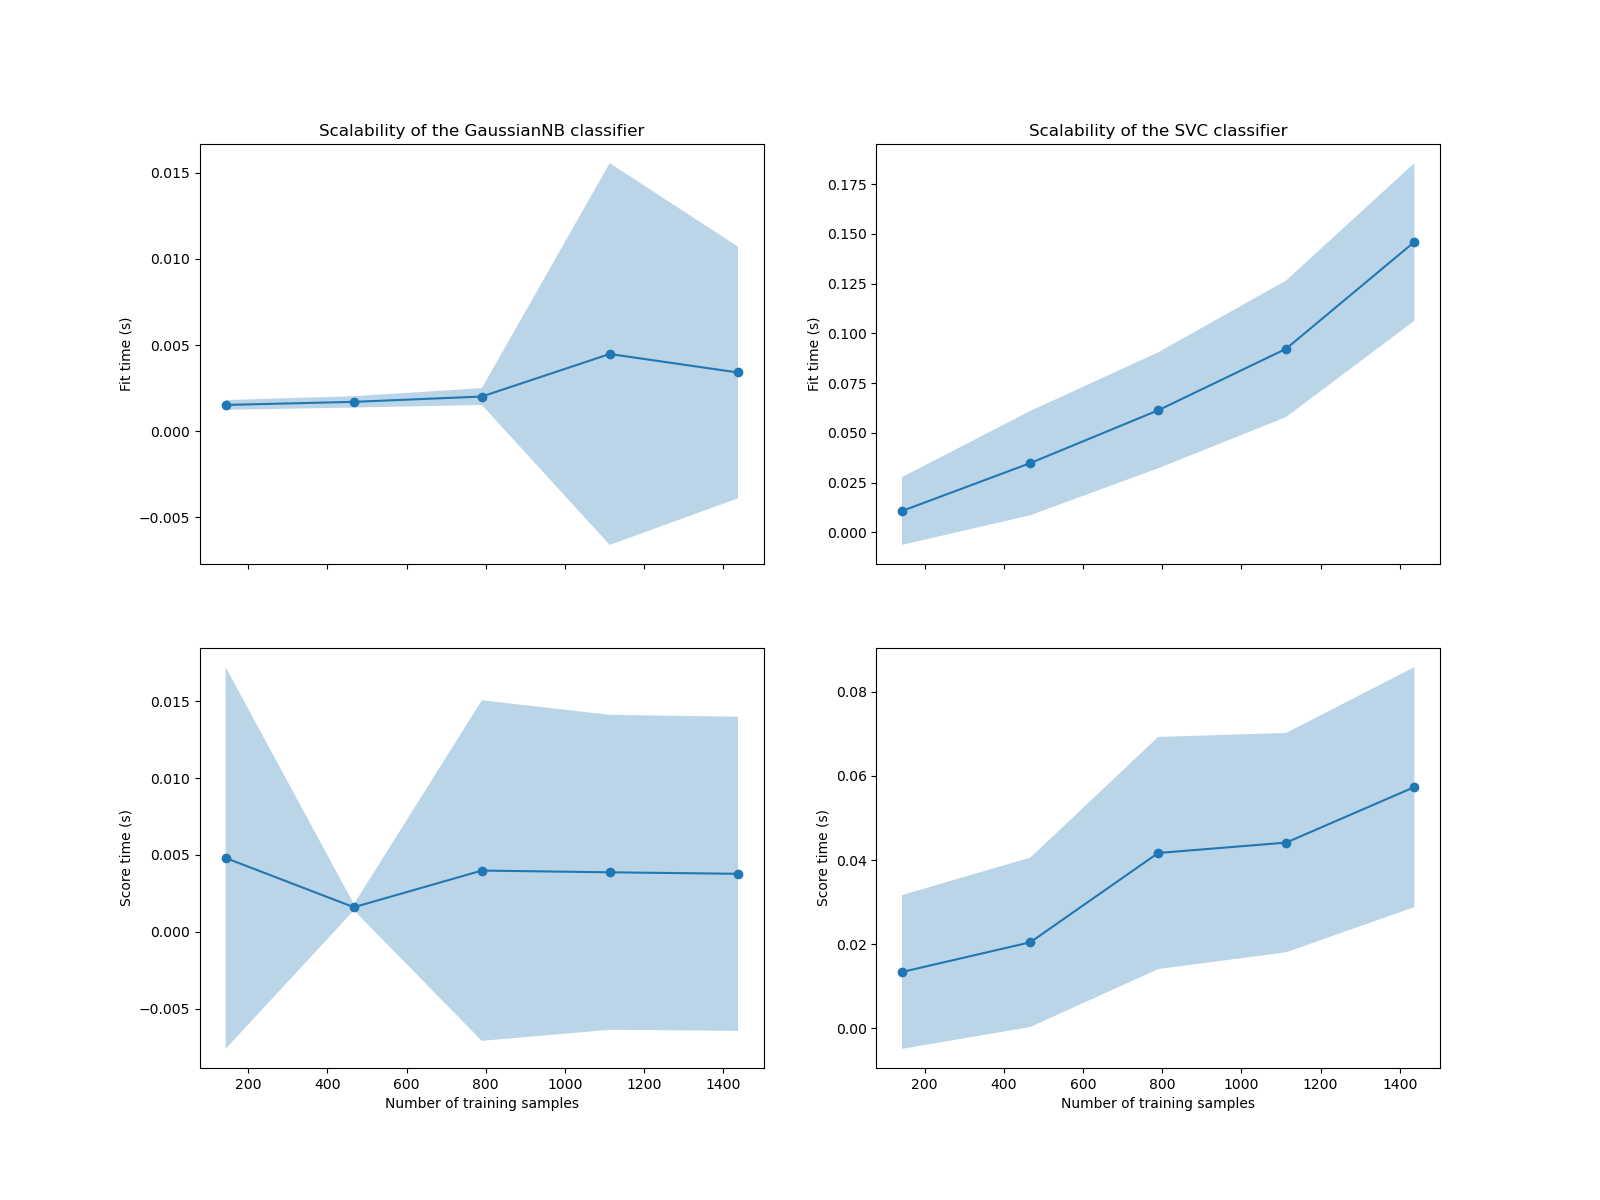 Scalability of the GaussianNB classifier
0.015
0.010
0.005
0.000
−0.005
Fit time (s)
Scalability of the SVC classifier
0.175
0.150
0.125
0.100
0.075
0.050
0.025
0.000
Fit time (s)
0.015
0.010
0.005
0.000
−0.005
Score time (s)
200 400 600 800 1000 1200 1400
Number of training samples
0.08
0.06
0.04
0.02
0.00
Score time (s)
200 400 600 800 1000 1200 1400
Number of training samples